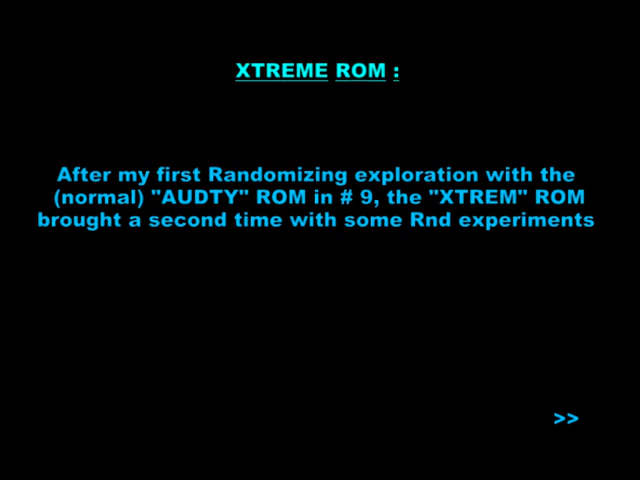 XTREME ROM :
After my first Randomizing exploration with the
(normal) "AUDTY" ROM in # 9, the "XTREM" ROM
brought a second time with some Rnd experiments
>>